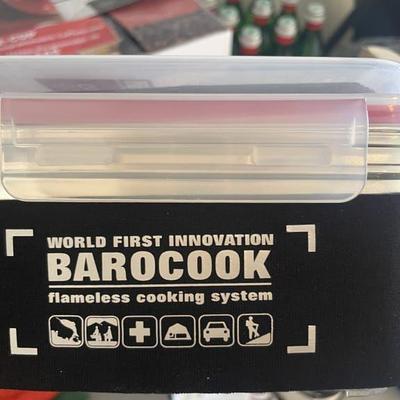 WORLD FIRST INNOVATION
BAROCOOK
flameless cooking system